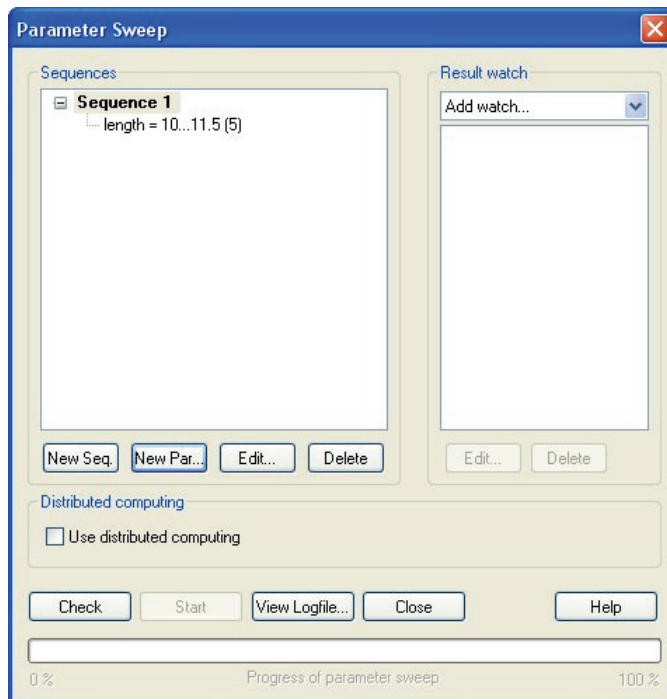 Parameter Sweep
Sequences
Sequence 1
length = 10...11.5 (5)
New Seq.
New Par...
Edit...
Delete
Result watch
Add watch...
Edit...
Delete
Distributed computing
Use distributed computing
Check
Start
View Logfile...
Close
Help
0 %
Progress of parameter sweep
100 %